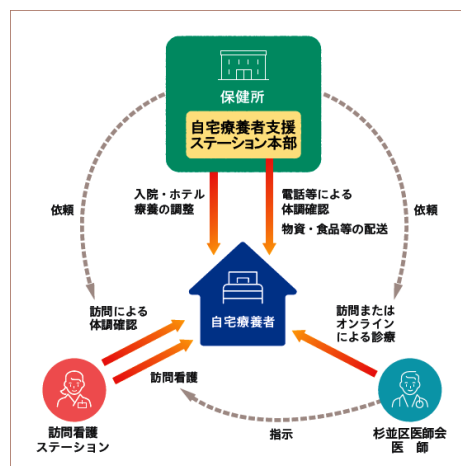 保健所
自宅療養者支援
ステーション本部
入院・ホテル
療養の調整
電話等による
体調確認
物資・食品等の配送
依頼
依頼
自宅療養者
訪問による
体調確認
訪問または
オンライン
による診療
訪問看護
訪問看護
ステーション
指示
杉並区医師会
医　師